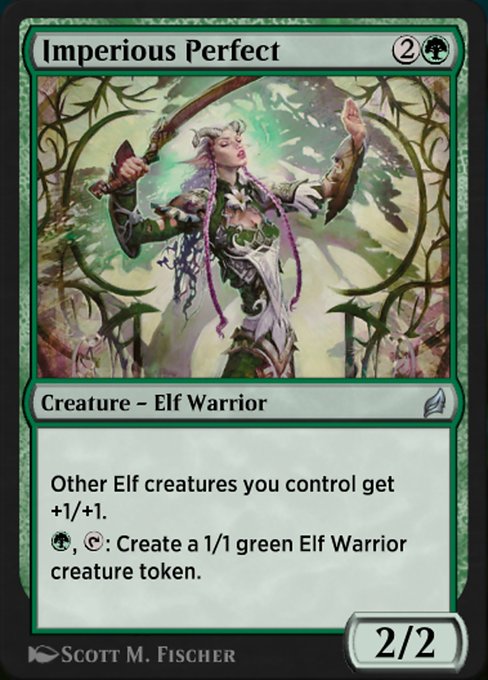 Imperious Perfect 2
Creature – Elf Warrior
Other Elf creatures you control get
+1/+1.
, : Create a 1/1 green Elf Warrior
creature token.
2/2
Scott M. Fischer